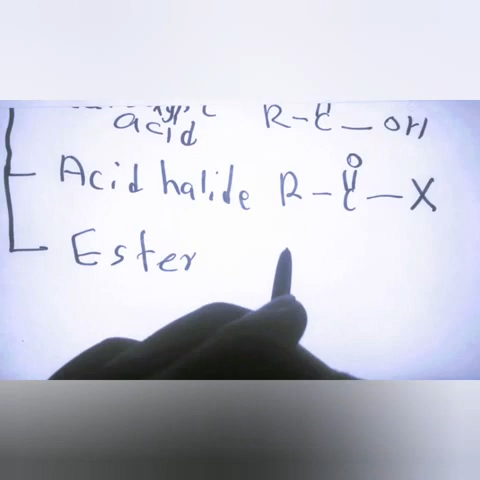 acid R-C-OH
O
Acid halide R-C-X
Ester